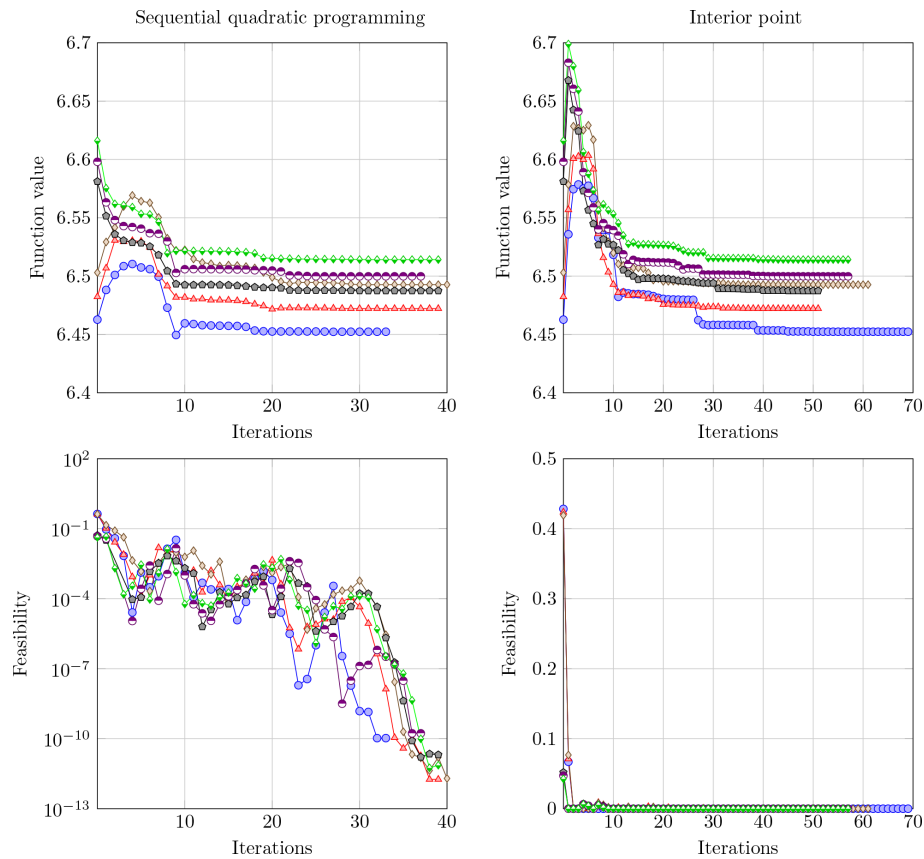 Sequential quadratic programming
Interior point
Function value
6.7
6.65
6.6
6.55
6.5
6.45
6.4
10 20 30 40
Iterations
Function value
6.7
6.65
6.6
6.55
6.5
6.45
6.4
10 20 30 40 50 60 70
Iterations
Feasibility
10^2
10^−1
10^−4
10^−7
10^−10
10^−13
10 20 30 40
Iterations
Feasibility
0.5
0.4
0.3
0.2
0.1
0
10 20 30 40 50 60 70
Iterations